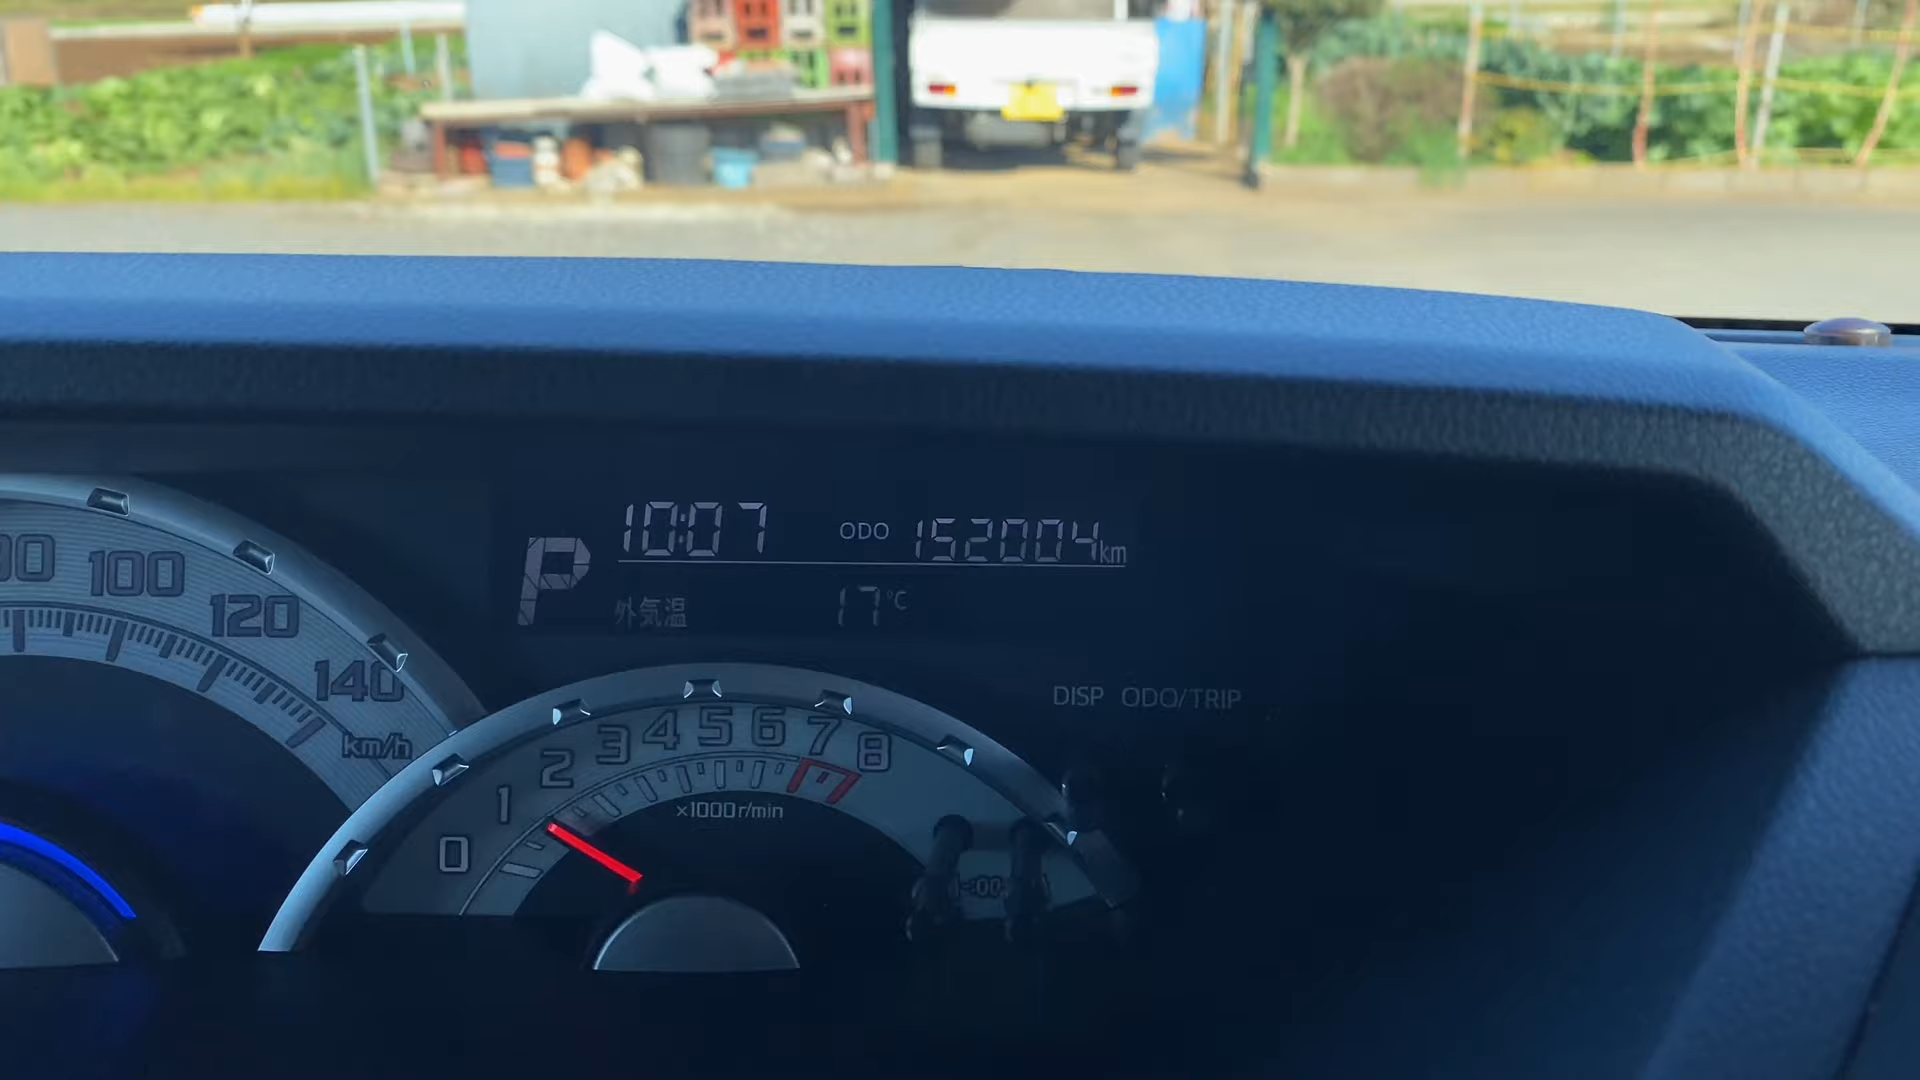 10:07 ODO 152004km
P
外気温 17°C
100
120
140
km/h
DISP ODO/TRIP
0 1 2 3 4 5 6 7 8
×1000r/min